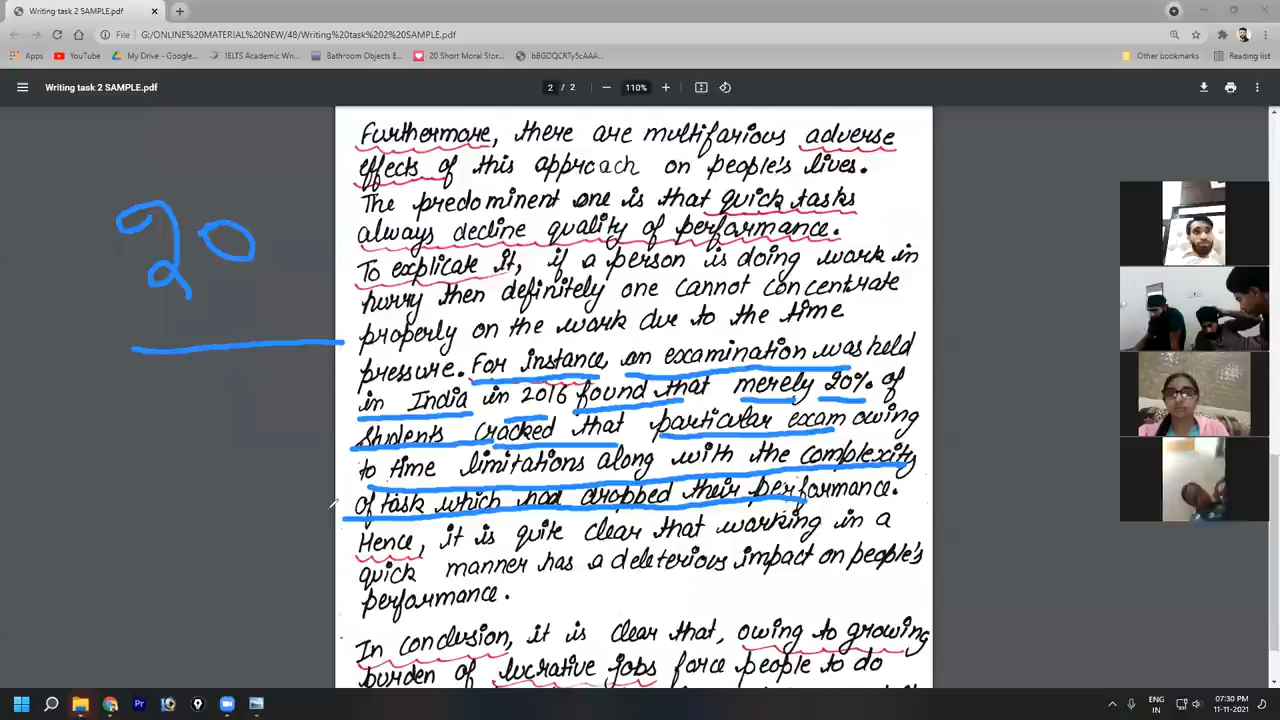 Writing task 2 SAMPLE.pdf
File
G:/ONLINE%20MATERIAL%20NEW/48/Writing%20task%202%20SAMPLE.pdf
Apps
YouTube
My Drive - Google...
IELTS Academic Wri...
Bathroom Objects E...
20 Short Moral Stor...
bBGDQCRTy5cAAA...
Other bookmarks
Reading list
Writing task 2 SAMPLE.pdf
2 / 2
110%
Furthermore, there are multifarious adverse
effects of this approach on people's lives.
The predominent one is that quick tasks
always decline quality of performance.
To explicate it, if a person is doing work in
hurry then definitely one cannot concentrate
properly on the work due to the time
pressure. For instance, an examination was held
in India in 2016 found that merely 20% of
students cracked that particular exam owing
to time limitations along with the complexity
of task which had dropped their performance.
Hence, it is quite clear that working in a
quick manner has a deleterious impact on people's
performance.
In conclusion, it is clear that, owing to growing
burden of lucrative jobs force people to do
20
ENG
IN
07:30 PM
11-11-2021